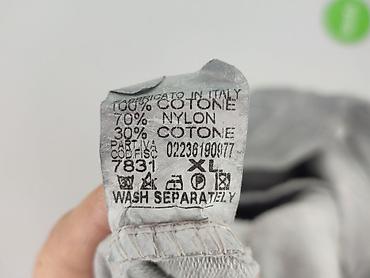 FABBRICATO IN ITALY
100% COTONE
70% NYLON
30% COTONE
PART.IVA
COD.FISC 02236190977
7831 XL
WASH SEPARATELY